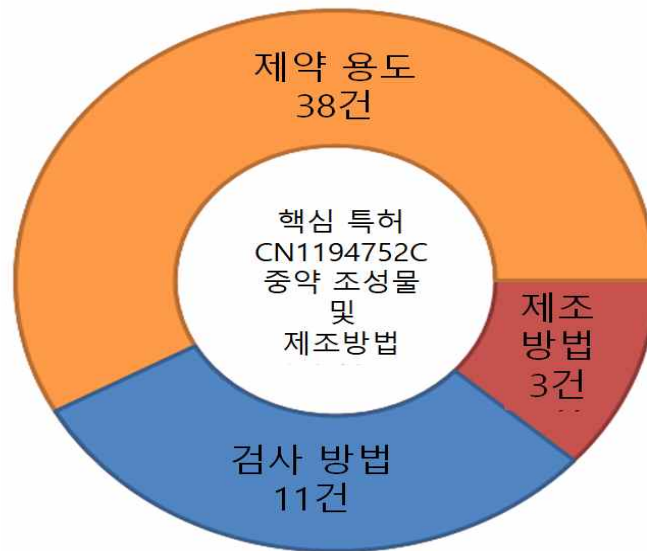 제약 용도
38건
핵심 특허
CN1194752C
중약 조성물
및
제조방법
제조
방법
3건
검사 방법
11건